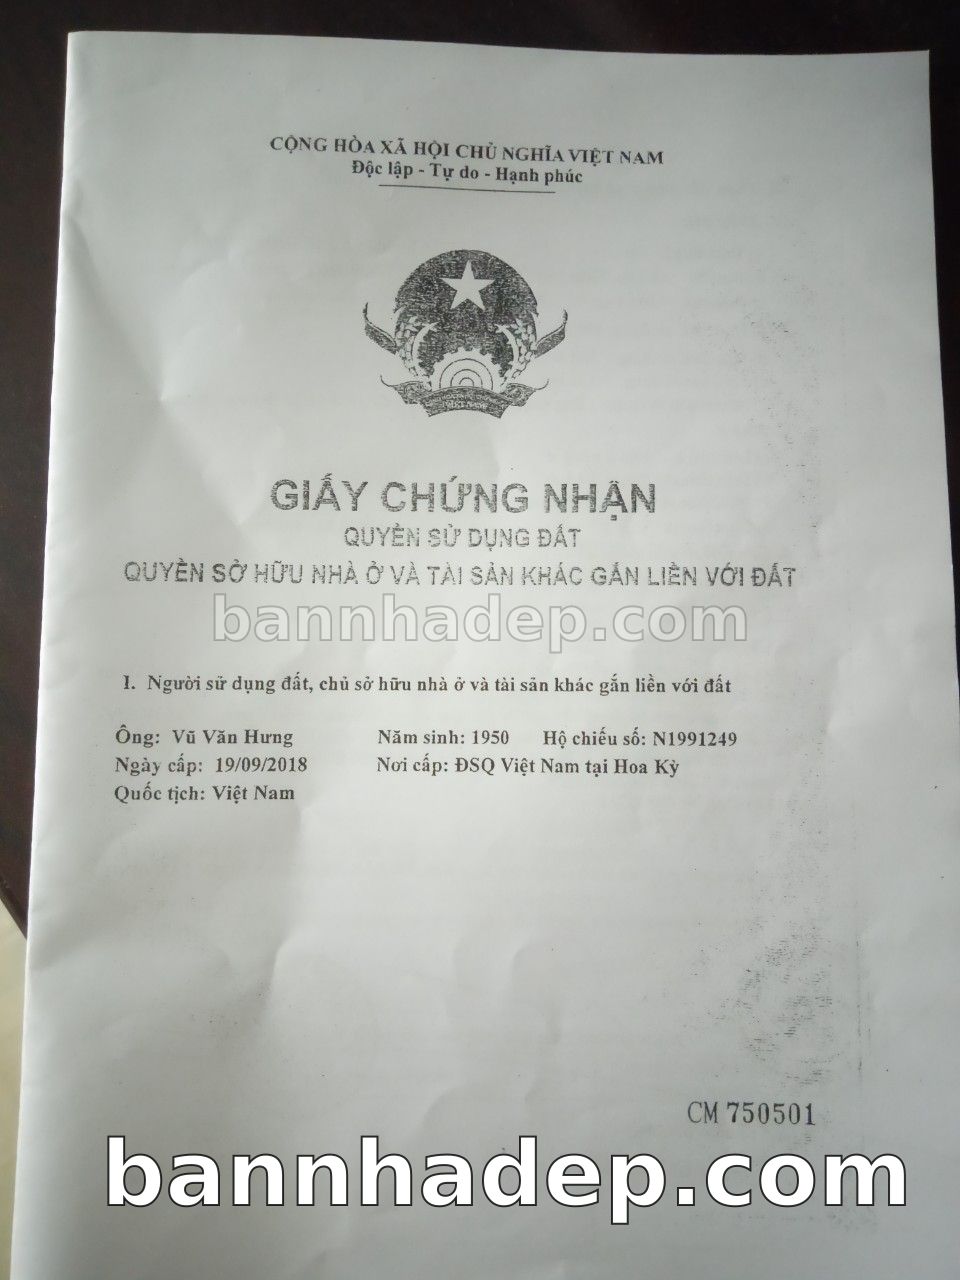 CỘNG HÒA XÃ HỘI CHỦ NGHĨA VIỆT NAM
Độc lập - Tự do - Hạnh phúc
GIẤY CHỨNG NHẬN
QUYỀN SỬ DỤNG ĐẤT
QUYỀN SỞ HỮU NHÀ Ở VÀ TÀI SẢN KHÁC GẮN LIỀN VỚI ĐẤT
bannhadep.com
I. Người sử dụng đất, chủ sở hữu nhà ở và tài sản khác gắn liền với đất
Ông: Vũ Văn Hưng Năm sinh: 1950 Hộ chiếu số: N1991249
Ngày cấp: 19/09/2018 Nơi cấp: ĐSQ Việt Nam tại Hoa Kỳ
Quốc tịch: Việt Nam
CM 750501
bannhadep.com